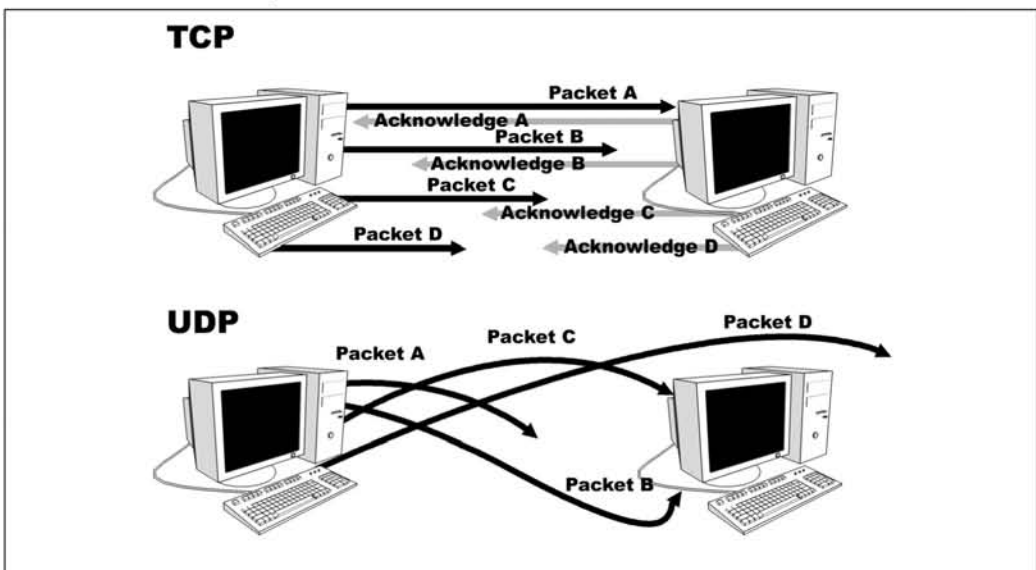 TCP
Packet A
Acknowledge A
Packet B
Acknowledge B
Packet C
Acknowledge C
Packet D
Acknowledge D
UDP
Packet A
Packet C
Packet D
Packet B